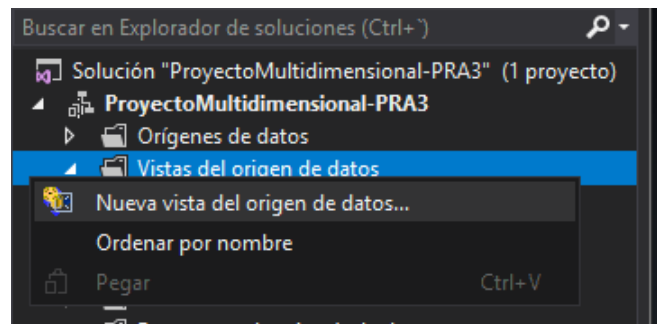 Buscar en Explorador de soluciones (Ctrl+`)
Solución "ProyectoMultidimensional-PRA3" (1 proyecto)
ProyectoMultidimensional-PRA3
Orígenes de datos
Vistas del origen de datos
Nueva vista del origen de datos...
Ordenar por nombre
Pegar Ctrl+V